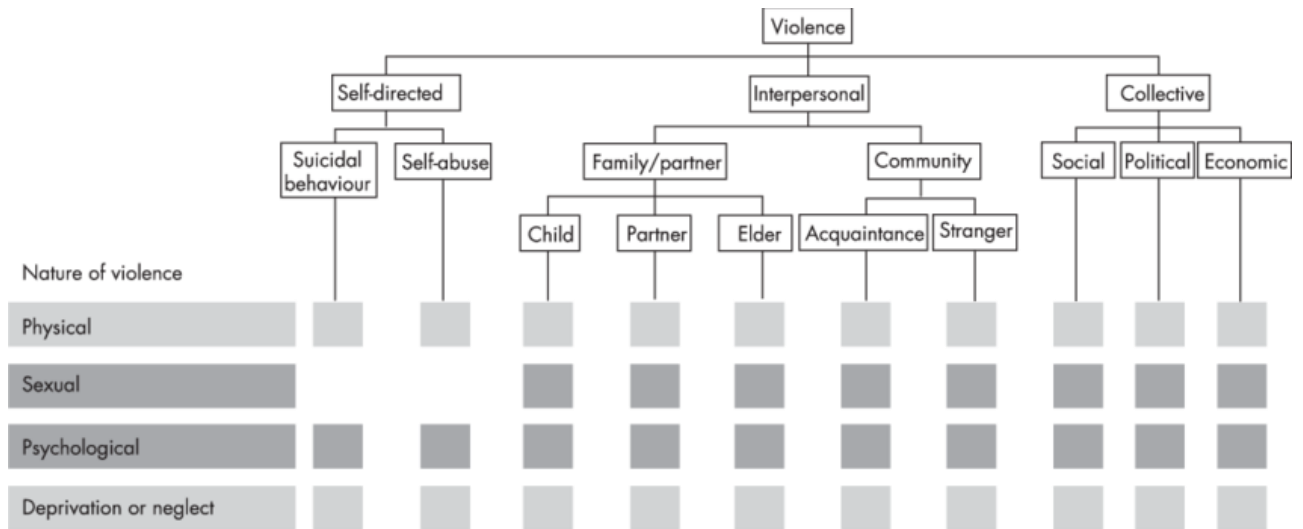 Violence
Self-directed Interpersonal Collective
Suicidal behaviour Self-abuse Family/partner Community Social Political Economic
Child Partner Elder Acquaintance Stranger
Nature of violence
Physical
Sexual
Psychological
Deprivation or neglect